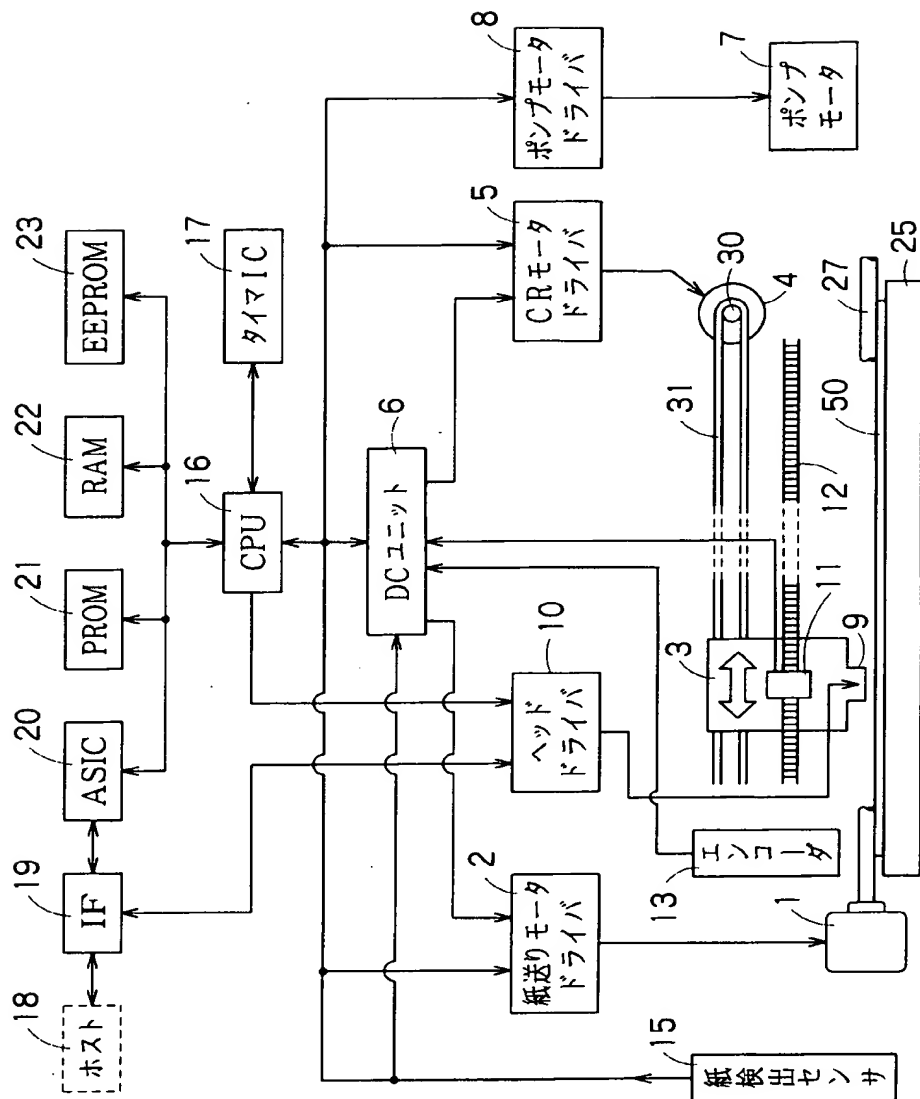 18
ホスト
19
IF
20
ASIC
21
PROM
22
RAM
23
EEPROM
16
CPU
17
タイマIC
6
DCユニット
2
紙送りモータ
ドライバ
10
ヘッド
ドライバ
5
CRモータ
ドライバ
8
ポンプモータ
ドライバ
7
ポンプ
モータ
15
紙検出センサ
13
エンコーダ
1
3
11
9
31
12
30
4
27
50
25